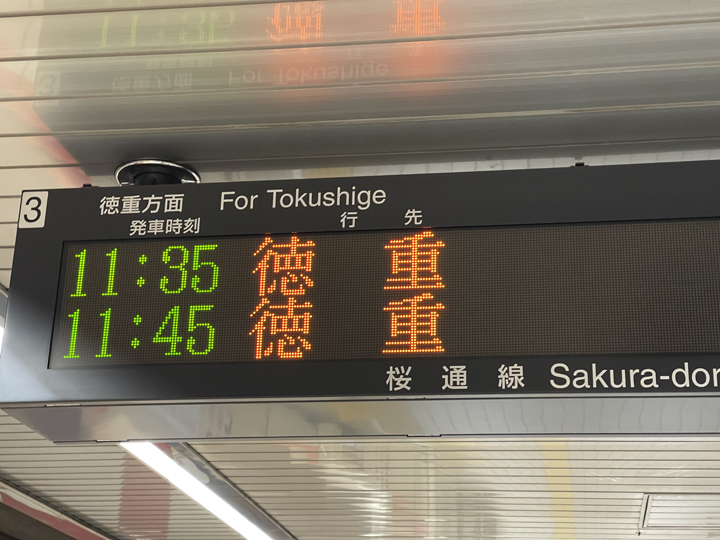 3
徳重方面 For Tokushige
発車時刻 行先
11:35 徳重
11:45 徳重
桜通線 Sakura-dor